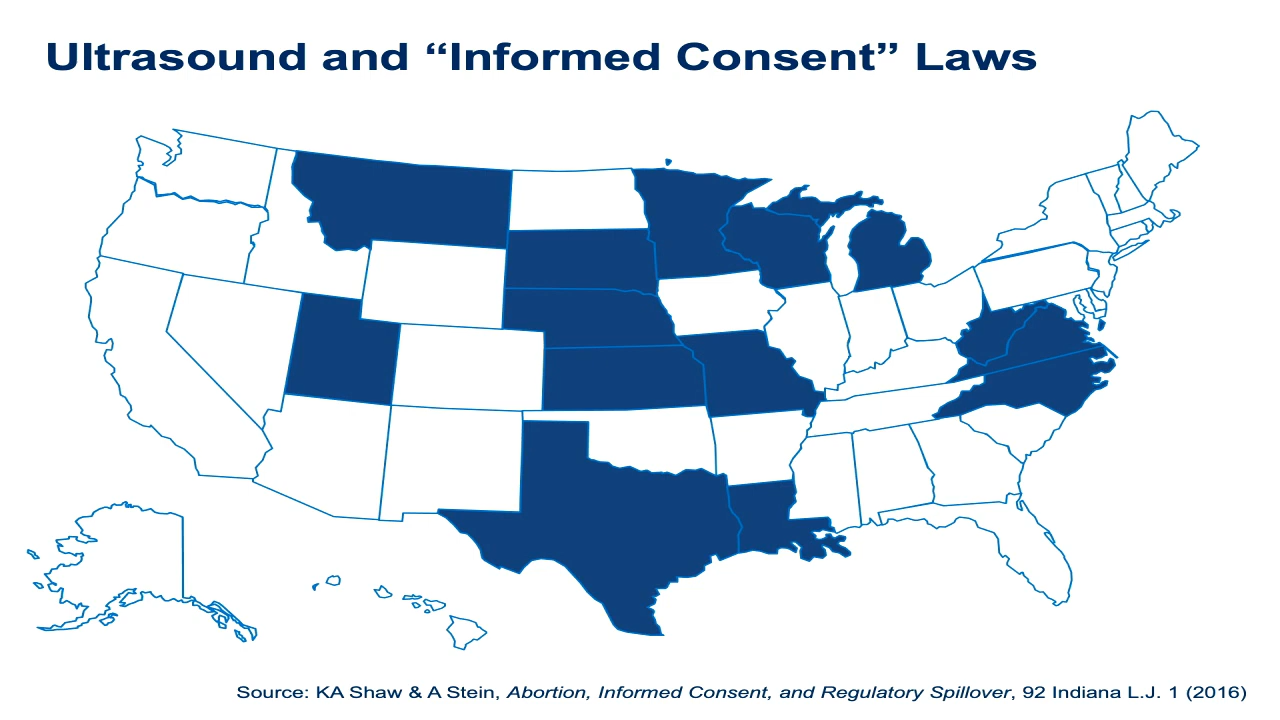 Ultrasound and “Informed Consent” Laws
Source: KA Shaw & A Stein, Abortion, Informed Consent, and Regulatory Spillover, 92 Indiana L.J. 1 (2016)